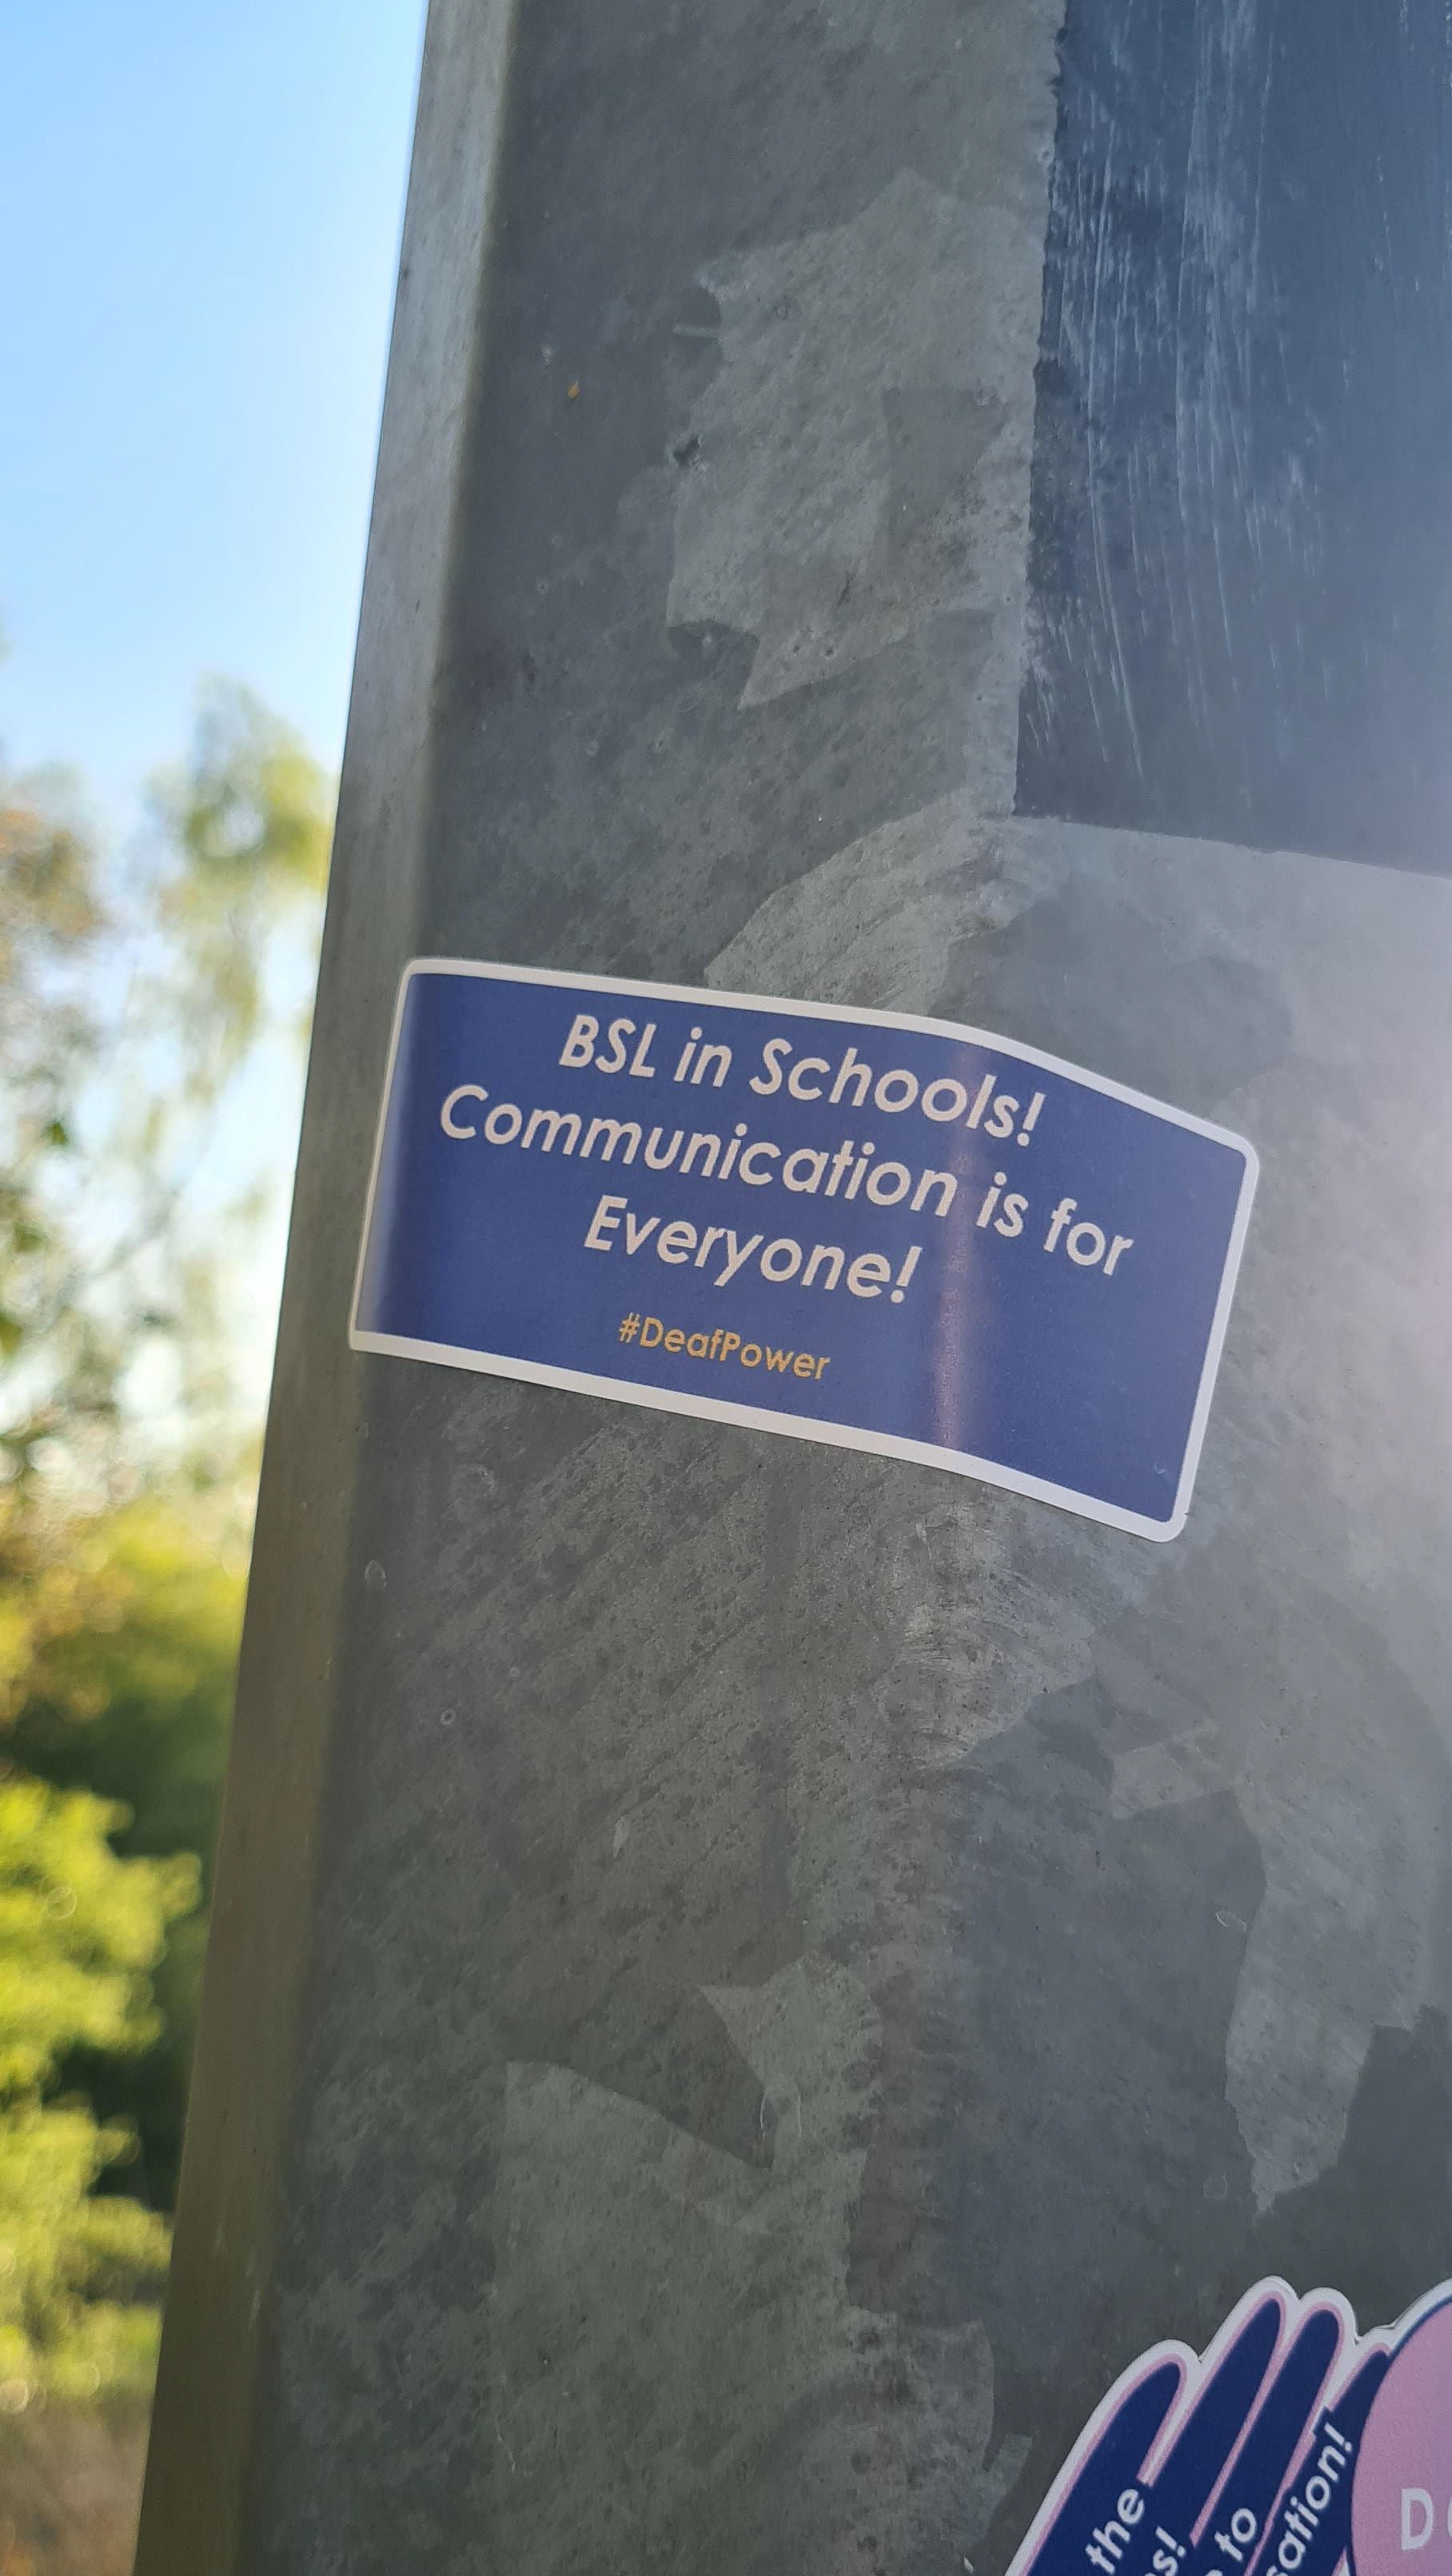 BSL in Schools!
Communication is for
Everyone!
#DeafPower
the
to